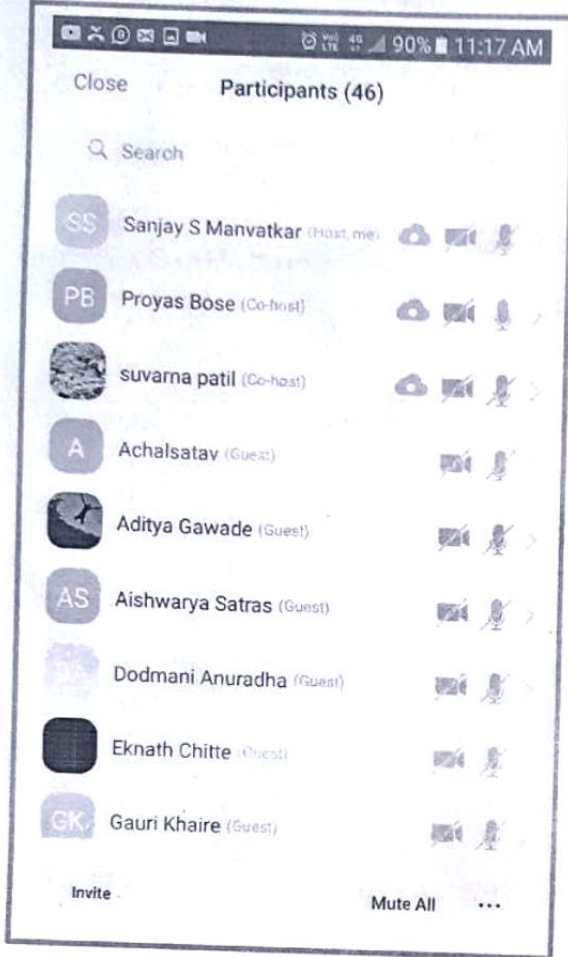 90% 11:17 AM
Close Participants (46)
Search
SS Sanjay S Manvatkar (Host, me)
PB Proyas Bose (Co-host)
suvarna patil (Co-host)
A Achalsatav (Guest)
Aditya Gawade (Guest)
AS Aishwarya Satras (Guest)
Dodmani Anuradha (Guest)
Eknath Chitte (Guest)
GK Gauri Khaire (Guest)
Invite Mute All ...